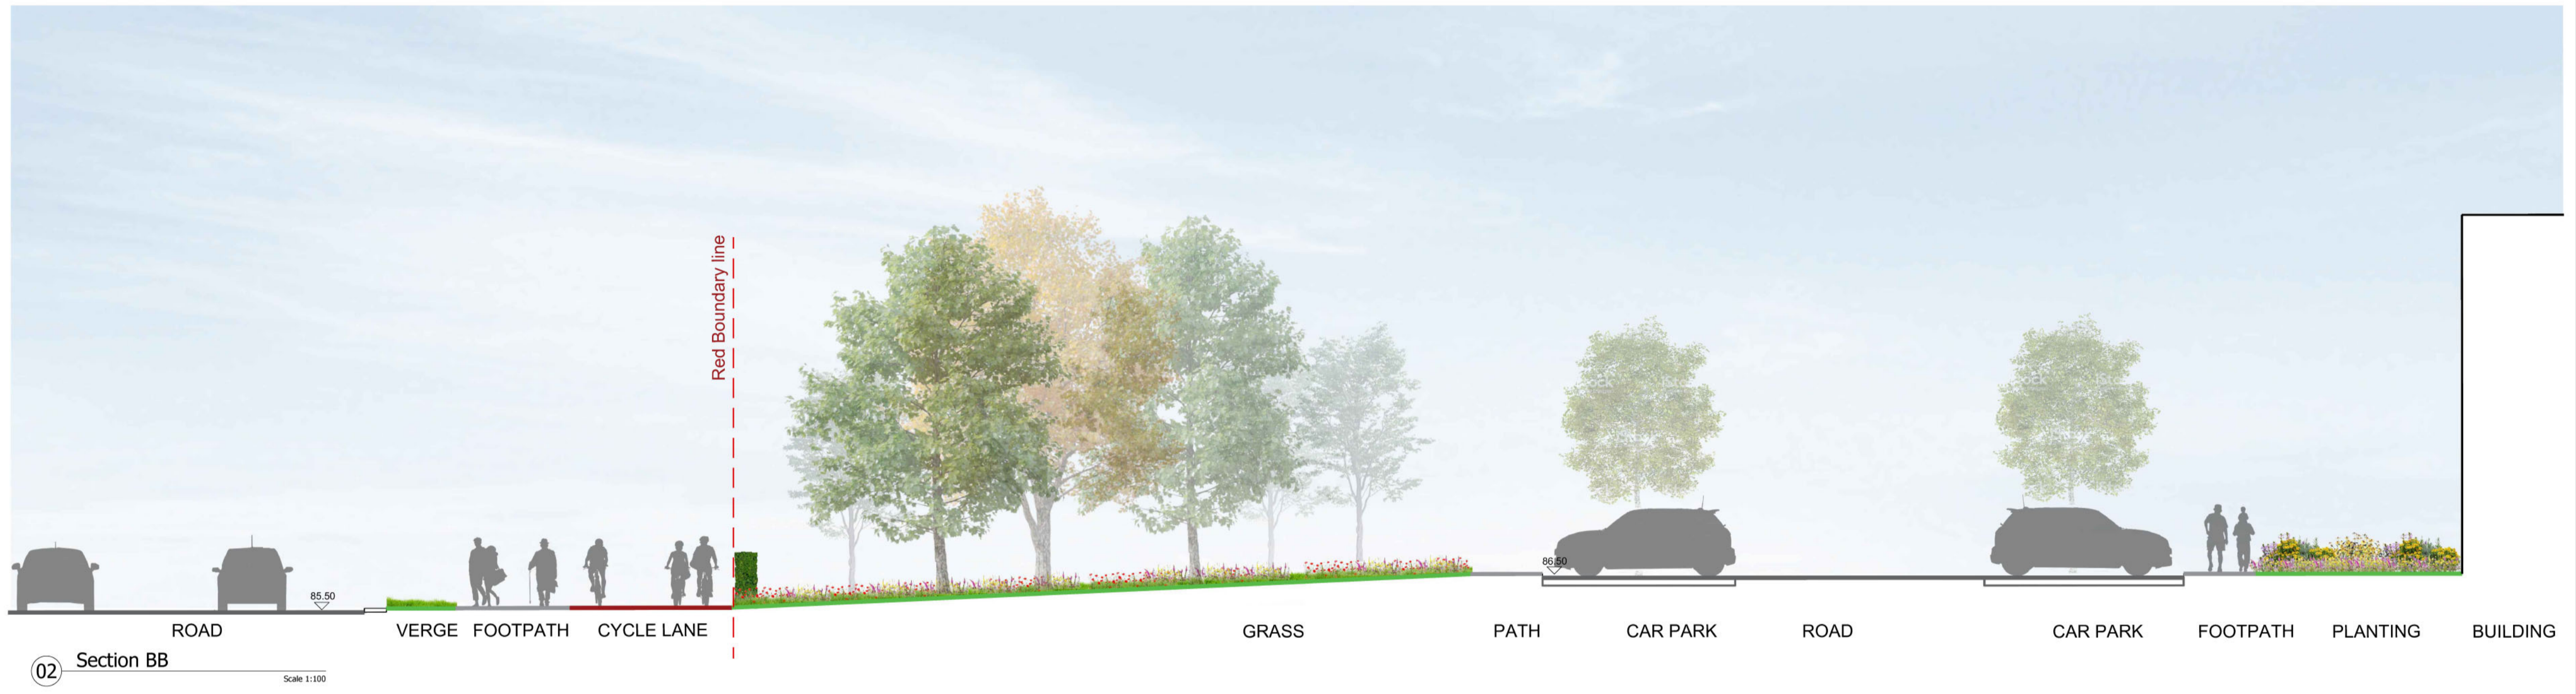 Red Boundary line
85.50
86.50
ROAD
VERGE
FOOTPATH
CYCLE LANE
GRASS
PATH
CAR PARK
ROAD
CAR PARK
FOOTPATH
PLANTING
BUILDING
02
Section BB
Scale 1:100